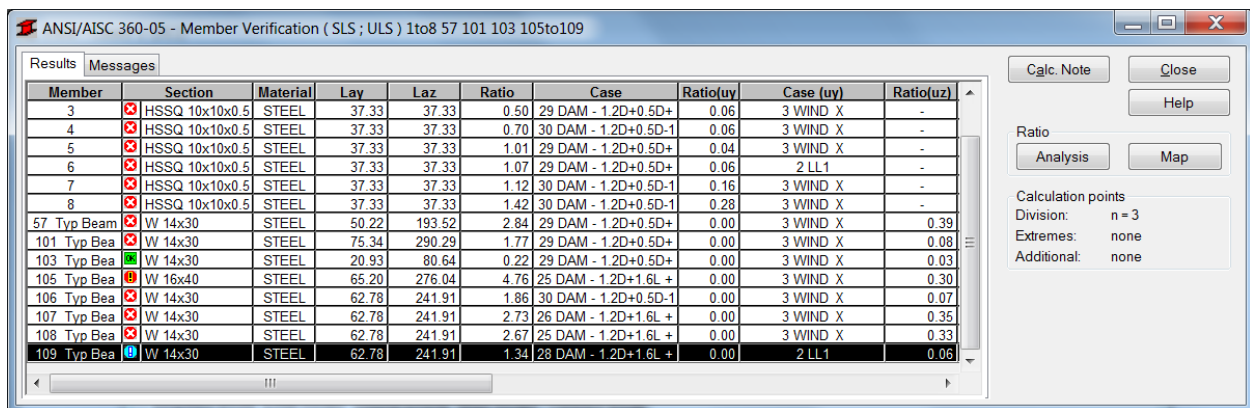 ANSI/AISC 360-05 - Member Verification ( SLS ; ULS ) 1to8 57 101 103 105to109
Results Messages
Member Section Material Lay Laz Ratio Case Ratio(uy Case (uy) Ratio(uz)
3 HSSQ 10x10x0.5 STEEL 37.33 37.33 0.50 29 DAM - 1.2D+0.5D+ 0.06 3 WIND X -
4 HSSQ 10x10x0.5 STEEL 37.33 37.33 0.70 30 DAM - 1.2D+0.5D-1 0.06 3 WIND X -
5 HSSQ 10x10x0.5 STEEL 37.33 37.33 1.01 29 DAM - 1.2D+0.5D+ 0.04 3 WIND X -
6 HSSQ 10x10x0.5 STEEL 37.33 37.33 1.07 29 DAM - 1.2D+0.5D+ 0.06 2 LL1 -
7 HSSQ 10x10x0.5 STEEL 37.33 37.33 1.12 30 DAM - 1.2D+0.5D-1 0.16 3 WIND X -
8 HSSQ 10x10x0.5 STEEL 37.33 37.33 1.42 30 DAM - 1.2D+0.5D-1 0.28 3 WIND X -
57 Typ Beam W 14x30 STEEL 50.22 193.52 2.84 29 DAM - 1.2D+0.5D+ 0.00 3 WIND X 0.39
101 Typ Bea W 14x30 STEEL 75.34 290.29 1.77 29 DAM - 1.2D+0.5D+ 0.00 3 WIND X 0.08
103 Typ Bea OK W 14x30 STEEL 20.93 80.64 0.22 29 DAM - 1.2D+0.5D+ 0.00 3 WIND X 0.03
105 Typ Bea W 16x40 STEEL 65.20 276.04 4.76 25 DAM - 1.2D+1.6L + 0.00 3 WIND X 0.30
106 Typ Bea W 14x30 STEEL 62.78 241.91 1.86 30 DAM - 1.2D+0.5D-1 0.00 3 WIND X 0.07
107 Typ Bea W 14x30 STEEL 62.78 241.91 2.73 26 DAM - 1.2D+1.6L + 0.00 3 WIND X 0.35
108 Typ Bea W 14x30 STEEL 62.78 241.91 2.67 25 DAM - 1.2D+1.6L + 0.00 3 WIND X 0.33
109 Typ Bea W 14x30 STEEL 62.78 241.91 1.34 28 DAM - 1.2D+1.6L + 0.00 2 LL1 0.06
Calc. Note Close
Help
Ratio
Analysis Map
Calculation points
Division: n = 3
Extremes: none
Additional: none